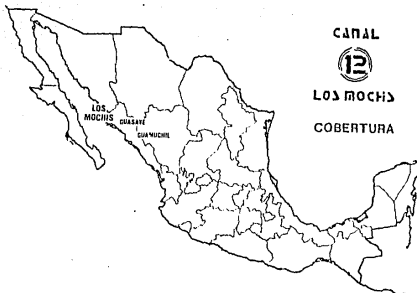 CANAL
12
LOS MOCHIS
COBERTURA
LOS
MOCHIS
GUASAVE
GUAMUCHIL